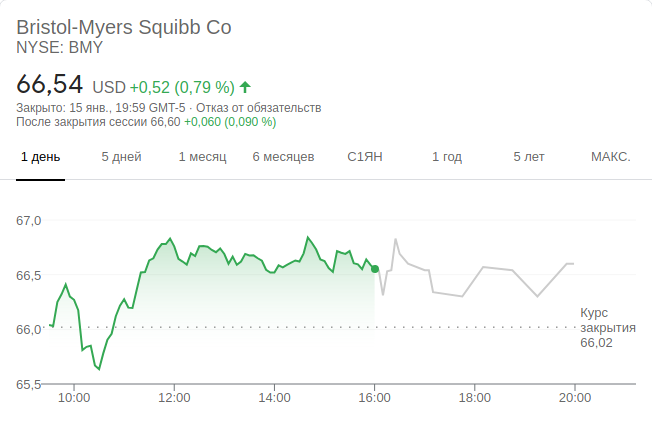 Bristol-Myers Squibb Co
NYSE: BMY
66,54 USD +0,52 (0,79 %)
Закрыто: 15 янв., 19:59 GMT-5 · Отказ от обязательств
После закрытия сессии 66,60 +0,060 (0,090 %)
1 день 5 дней 1 месяц 6 месяцев С1ЯН 1 год 5 лет МАКС.
67,0
66,5
66,0
65,5
Курс
закрытия
66,02
10:00 12:00 14:00 16:00 18:00 20:00